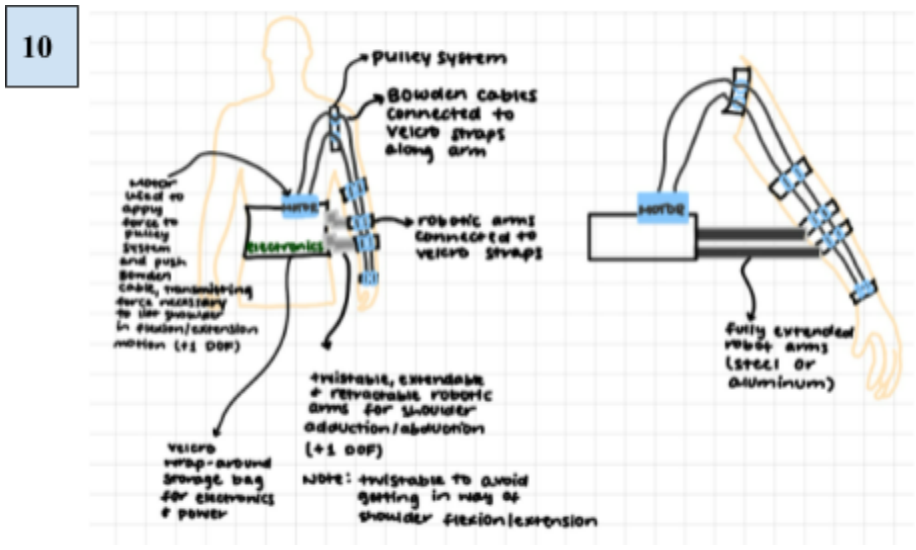 10
pulley system
Bowden cables
connected to
velcro straps
along arm
Motor
used to
apply
force to
pulley
system
and push
Bowden
cable, transmitting
force necessary
to lift shoulder
in flexion/extension
motion (+1 DOF)
Motor
electronics
robotic arms
connected to
velcro straps
twistable, extendable
+ retractable robotic
arms for shoulder
adduction/abduction
(+1 DOF)
Note: twistable to avoid
getting in way of
shoulder flexion/extension
velcro
wrap-around
storage bag
for electronics
+ power
Motor
fully extended
robot arms
(steel or
aluminum)